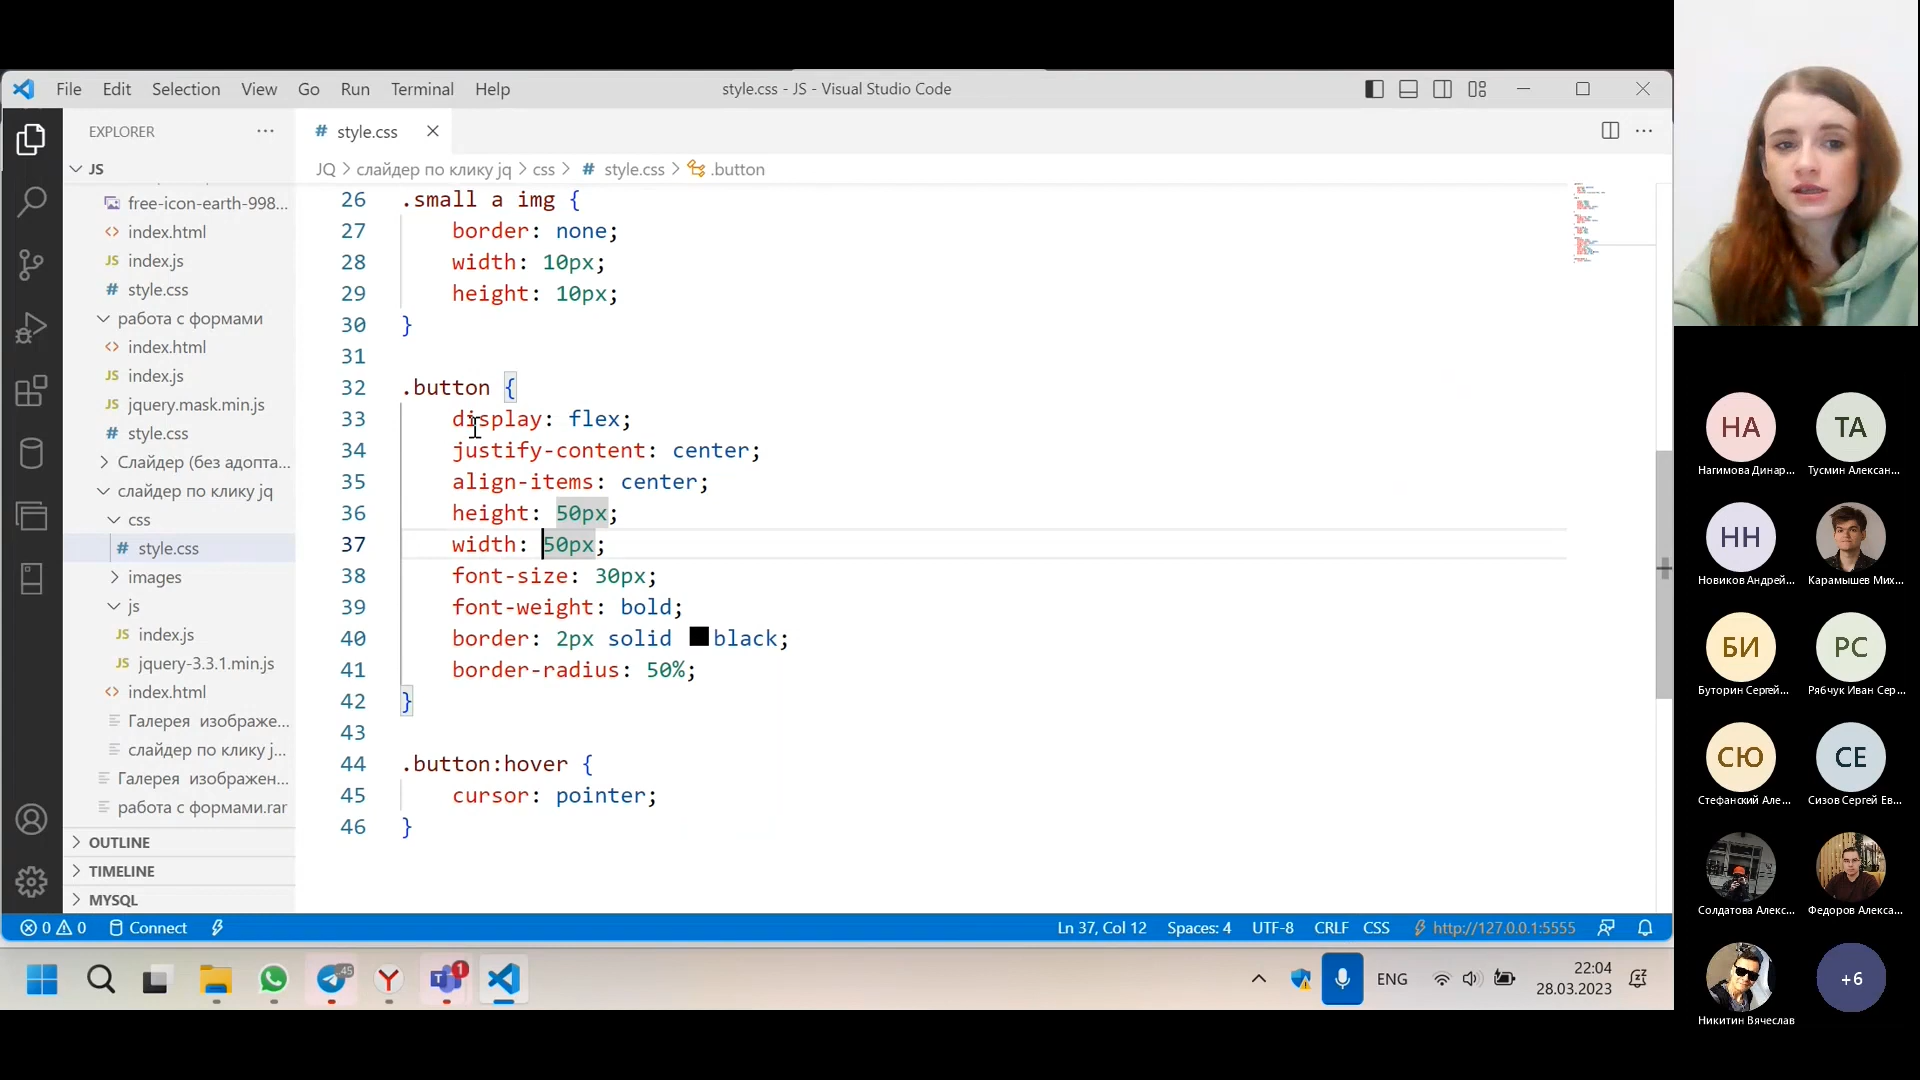 File Edit Selection View Go Run Terminal Help
style.css - JS - Visual Studio Code
EXPLORER
JS
free-icon-earth-998...
index.html
JS index.js
# style.css
работа с формами
index.html
JS index.js
JS jquery.mask.min.js
# style.css
Слайдер (без адопта...
слайдер по клику jq
css
# style.css
images
js
JS index.js
JS jquery-3.3.1.min.js
index.html
Галерея изображе...
слайдер по клику j...
Галерея изображен...
работа с формами.rar
OUTLINE
TIMELINE
MYSQL
# style.css
JQ > слайдер по клику jq > css > # style.css > .button
26 .small a img {
27 border: none;
28 width: 10px;
29 height: 10px;
30 }
31
32 .button {
33 display: flex;
34 justify-content: center;
35 align-items: center;
36 height: 50px;
37 width: 50px;
38 font-size: 30px;
39 font-weight: bold;
40 border: 2px solid black;
41 border-radius: 50%;
42 }
43
44 .button:hover {
45 cursor: pointer;
46 }
0 0 Connect
Ln 37, Col 12 Spaces: 4 UTF-8 CRLF CSS http://127.0.0.1:5555
45
1
ENG
22:04
28.03.2023
НА
Нагимова Динар...
ТА
Тусмин Алексан...
НН
Новиков Андрей...
Карамышев Мих...
БИ
Буторин Сергей...
РС
Рябчук Иван Сер...
СЮ
Стефанский Але...
СЕ
Сизов Сергей Ев...
Солдатова Алекс...
Федоров Алекса...
Никитин Вячеслав
+6